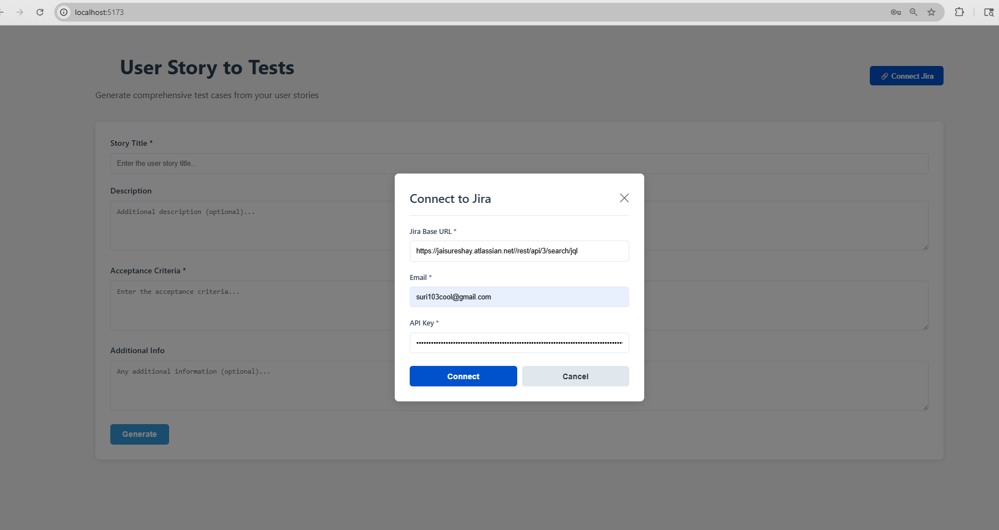 localhost:5173
User Story to Tests
Connect Jira
Generate comprehensive test cases from your user stories
Story Title *
Enter the user story title...
Description
Additional description (optional)...
Acceptance Criteria *
Enter the acceptance criteria...
Additional Info
Any additional information (optional)...
Generate
Connect to Jira
Jira Base URL *
https://jaisureshay.atlassian.net//rest/api/3/search/jql
Email *
suri103cool@gmail.com
API Key *
Connect
Cancel